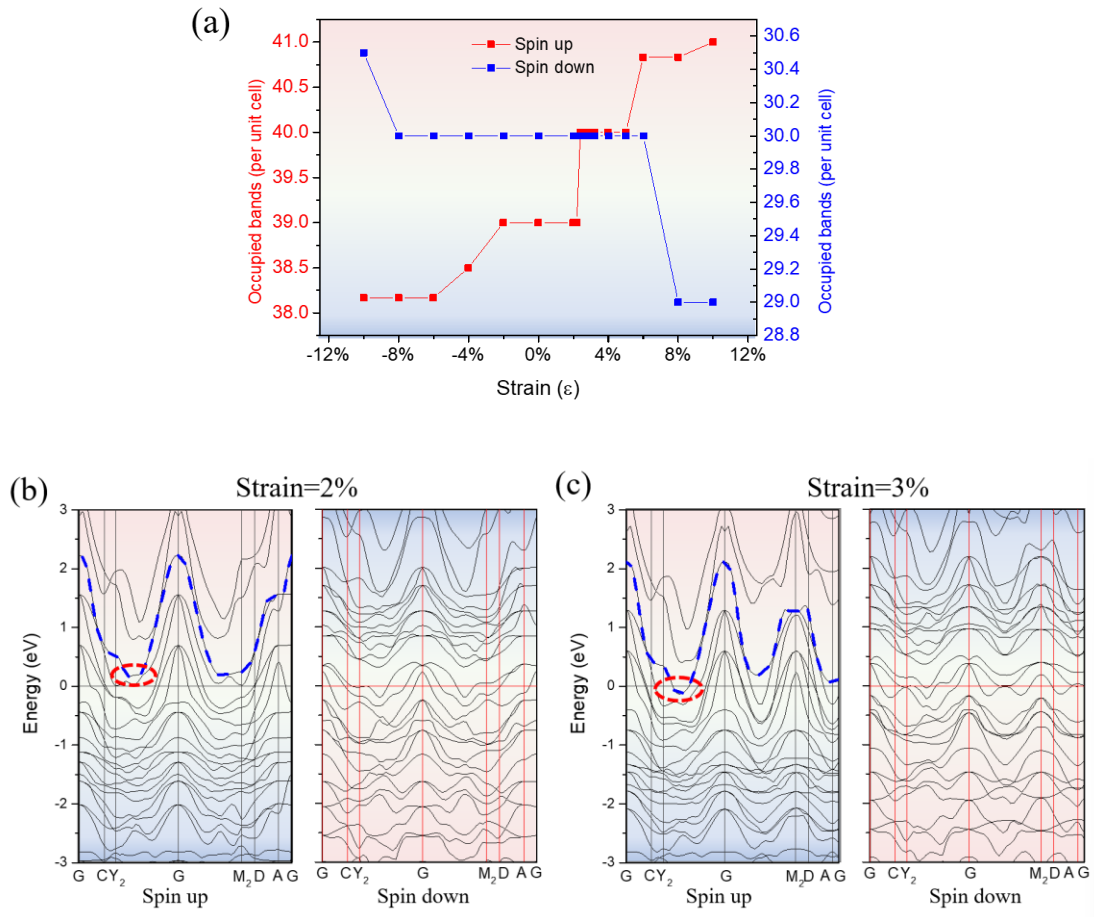 (a)
Spin up
Spin down
Occupied bands (per unit cell)
41.0
40.5
40.0
39.5
39.0
38.5
38.0
Occupied bands (per unit cell)
30.6
30.4
30.2
30.0
29.8
29.6
29.4
29.2
29.0
28.8
-12% -8% -4% 0% 4% 8% 12%
Strain (ε)
(b)
Strain=2%
Energy (eV)
3
2
1
0
-1
-2
-3
G CY2 G M2 D A G
Spin up
G CY2 G M2 D A G
Spin down
(c)
Strain=3%
Energy (eV)
3
2
1
0
-1
-2
-3
G CY2 G M2 D A G
Spin up
G CY2 G M2 D A G
Spin down